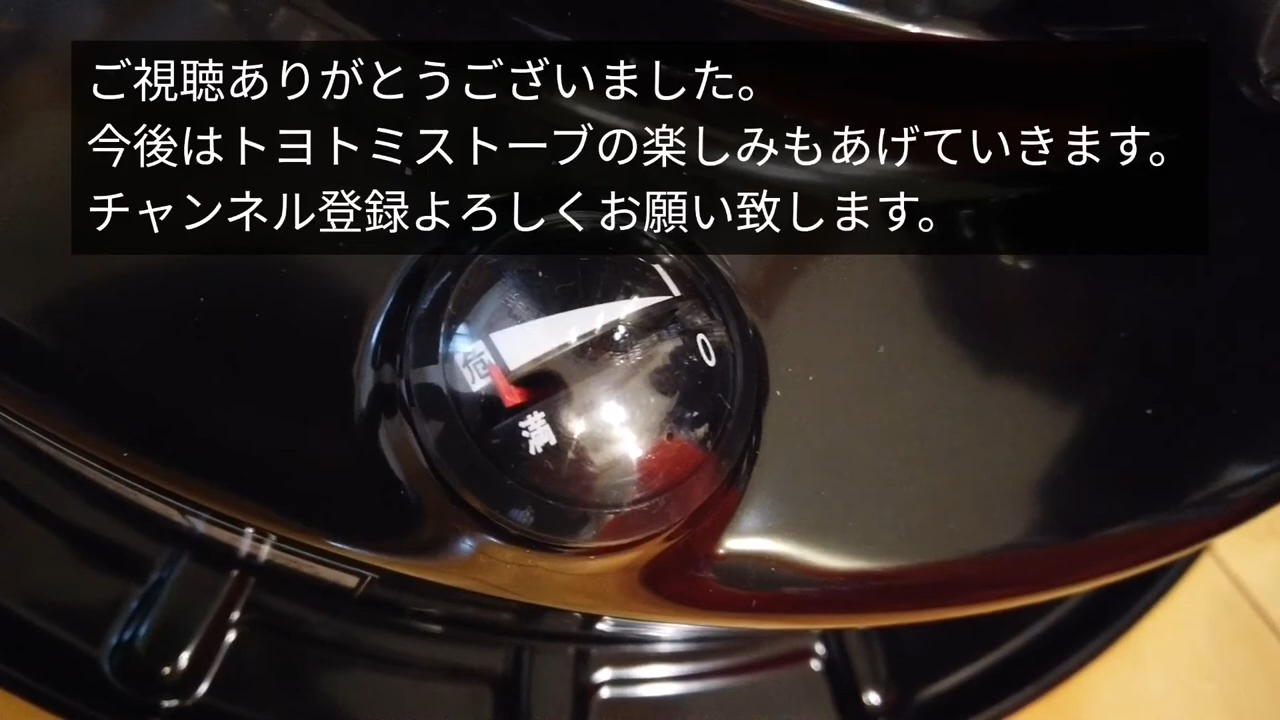 ご視聴ありがとうございました。
今後はトヨトミストーブの楽しみもあげていきます。
チャンネル登録よろしくお願い致します。
0
危
満